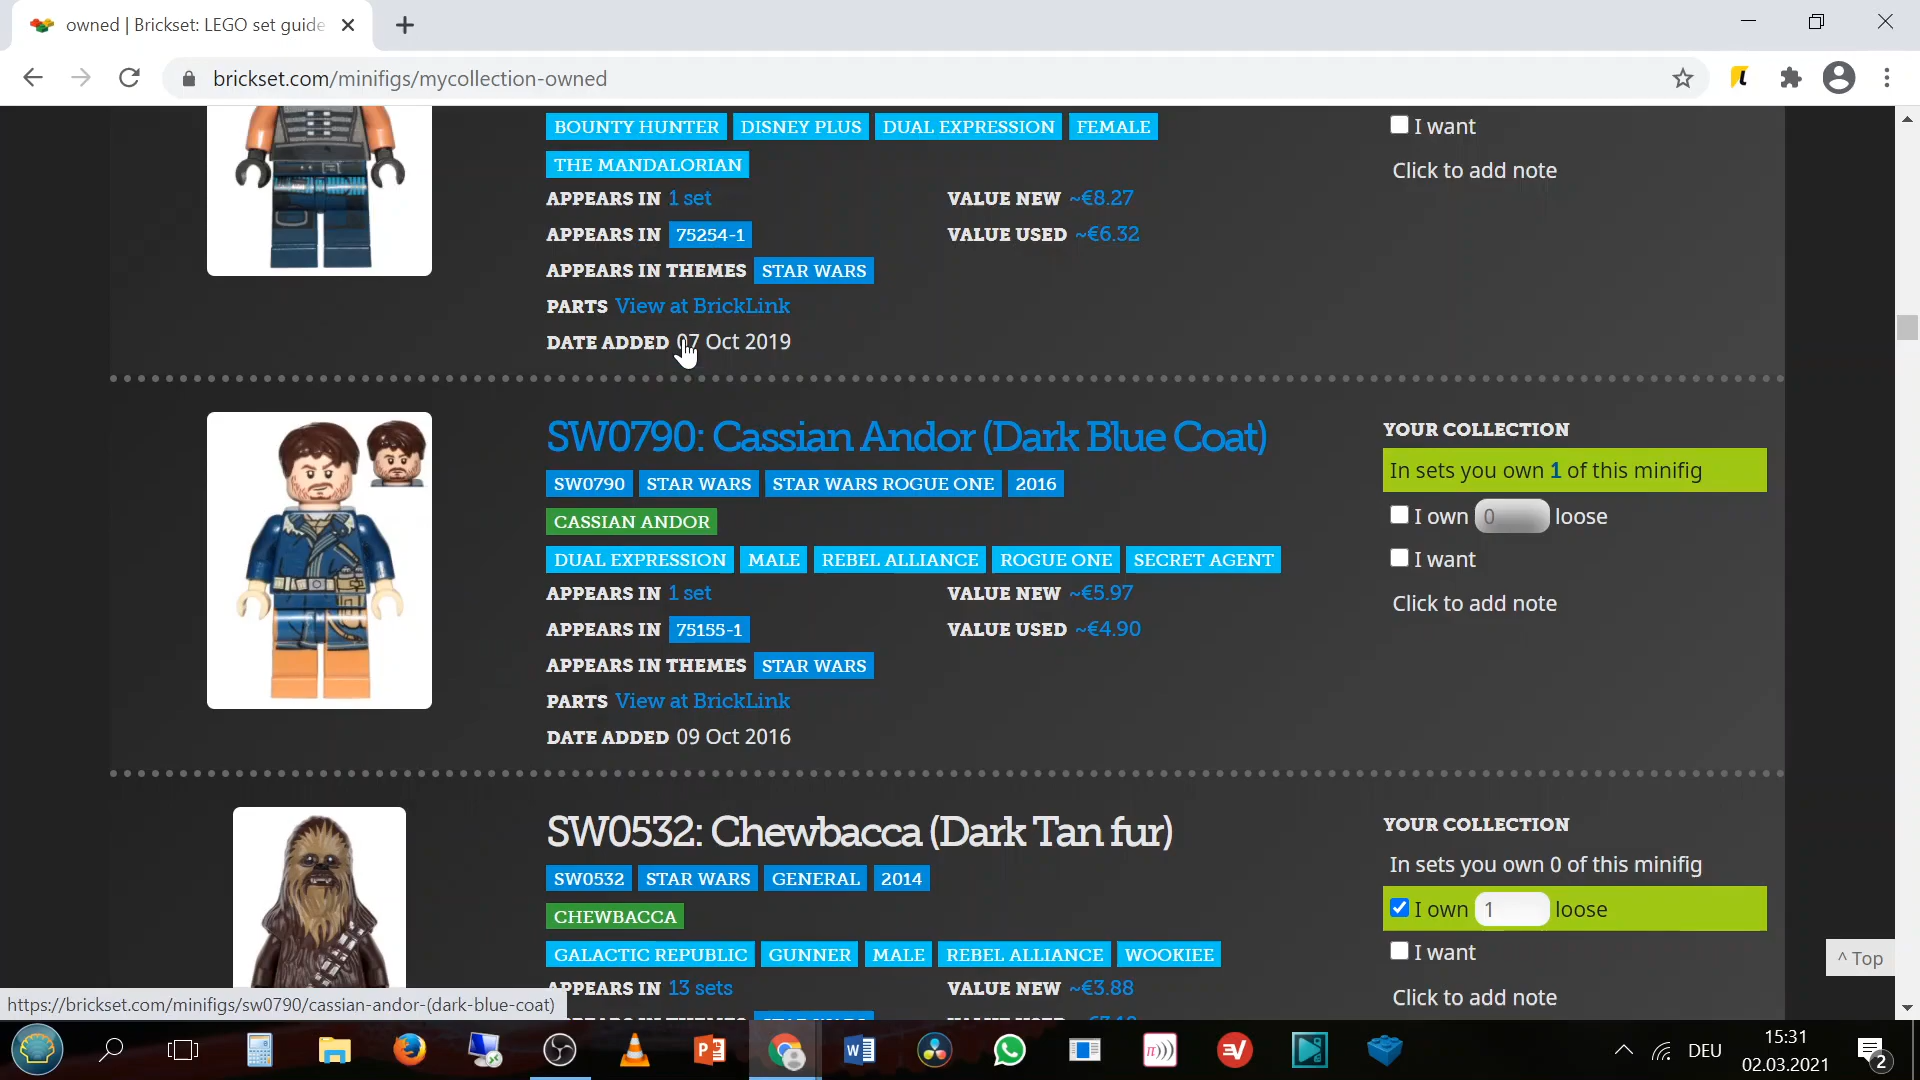 owned | Brickset: LEGO set guide
brickset.com/minifigs/mycollection-owned
BOUNTY HUNTER DISNEY PLUS DUAL EXPRESSION FEMALE
I want
THE MANDALORIAN
Click to add note
APPEARS IN 1 set
VALUE NEW ~€8.27
APPEARS IN 75254-1
VALUE USED ~€6.32
APPEARS IN THEMES STAR WARS
PARTS View at BrickLink
DATE ADDED 07 Oct 2019
SW0790: Cassian Andor (Dark Blue Coat)
YOUR COLLECTION
In sets you own 1 of this minifig
SW0790 STAR WARS STAR WARS ROGUE ONE 2016
I own 0 loose
CASSIAN ANDOR
I want
DUAL EXPRESSION MALE REBEL ALLIANCE ROGUE ONE SECRET AGENT
APPEARS IN 1 set
VALUE NEW ~€5.97
Click to add note
APPEARS IN 75155-1
VALUE USED ~€4.90
APPEARS IN THEMES STAR WARS
PARTS View at BrickLink
DATE ADDED 09 Oct 2016
SW0532: Chewbacca (Dark Tan fur)
YOUR COLLECTION
In sets you own 0 of this minifig
SW0532 STAR WARS GENERAL 2014
I own 1 loose
CHEWBACCA
I want
GALACTIC REPUBLIC GUNNER MALE REBEL ALLIANCE WOOKIEE
^ Top
APPEARS IN 13 sets
VALUE NEW ~€3.88
Click to add note
https://brickset.com/minifigs/sw0790/cassian-andor-(dark-blue-coat)
DEU
15:31
02.03.2021
2